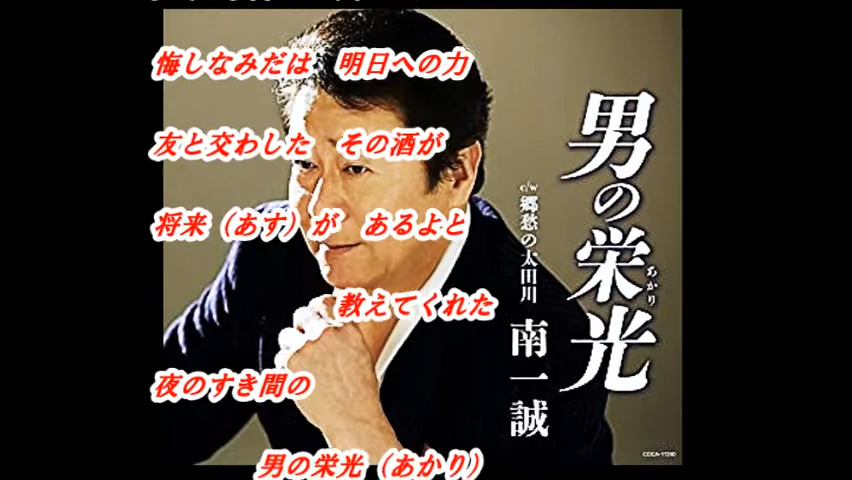 悔しなみだは　明日への力
友と交わした　その酒が
将来（あす）が　あるよと
教えてくれた
夜のすき間の
男の栄光（あかり）
男の栄光
あかり
c/w 郷愁の太田川
南一誠